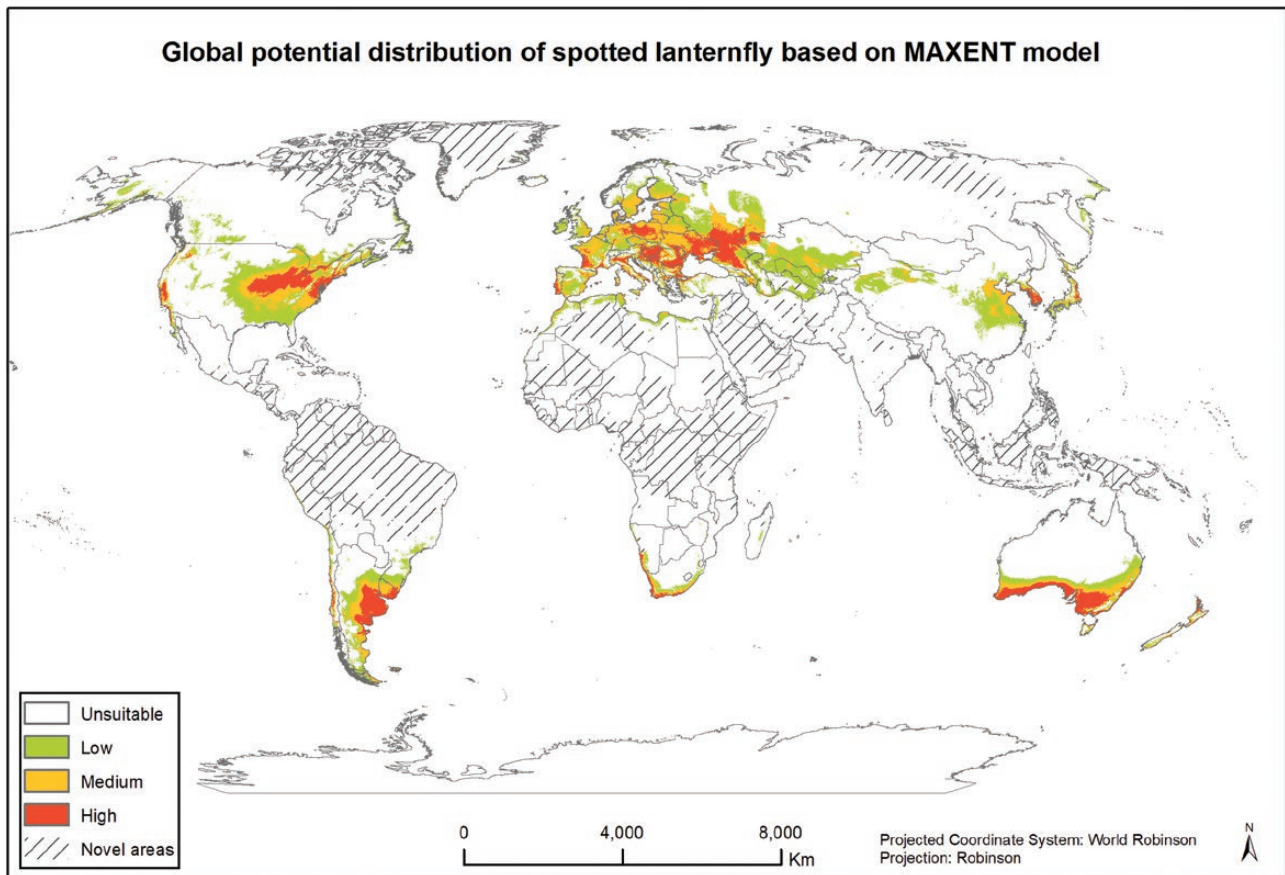 Global potential distribution of spotted lanternfly based on MAXENT model
Unsuitable
Low
Medium
High
Novel areas
0 4,000 8,000
Km
Projected Coordinate System: World Robinson
Projection: Robinson
N